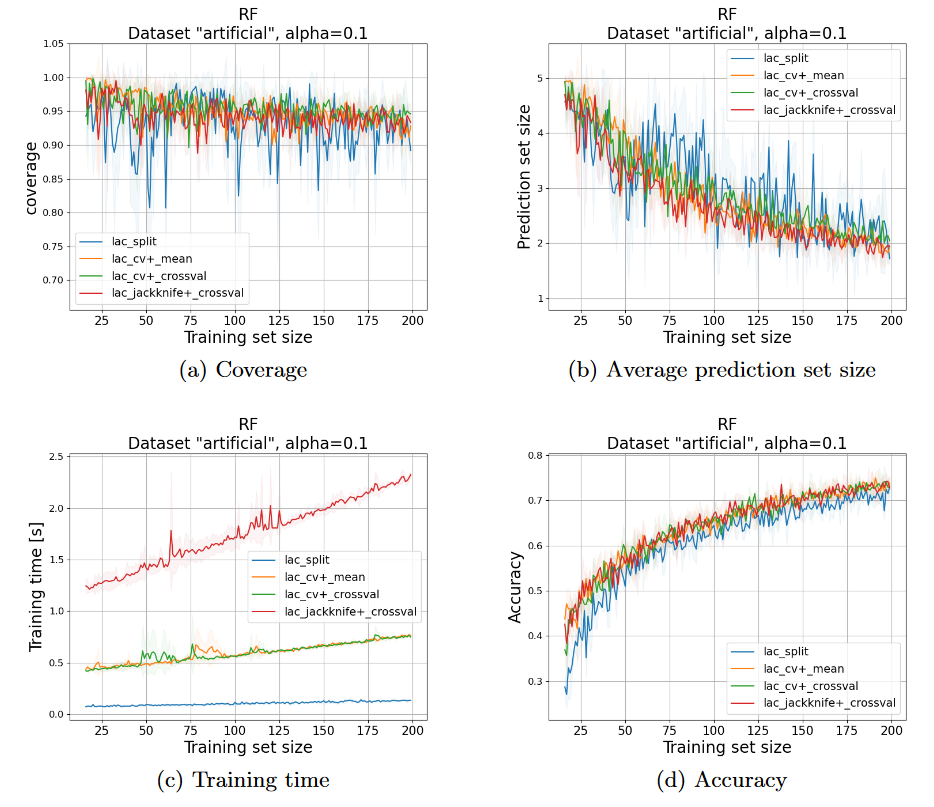 RF
Dataset "artificial", alpha=0.1
1.05
1.00
0.95
0.90
0.85
0.80
0.75
0.70
coverage
lac_split
lac_cv+_mean
lac_cv+_crossval
lac_jackknife+_crossval
25 50 75 100 125 150 175 200
Training set size
(a) Coverage
RF
Dataset "artificial", alpha=0.1
5
4
3
2
1
Prediction set size
lac_split
lac_cv+_mean
lac_cv+_crossval
lac_jackknife+_crossval
25 50 75 100 125 150 175 200
Training set size
(b) Average prediction set size
RF
Dataset "artificial", alpha=0.1
2.5
2.0
1.5
1.0
0.5
0.0
Training time [s]
lac_split
lac_cv+_mean
lac_cv+_crossval
lac_jackknife+_crossval
25 50 75 100 125 150 175 200
Training set size
(c) Training time
RF
Dataset "artificial", alpha=0.1
0.8
0.7
0.6
0.5
0.4
0.3
Accuracy
lac_split
lac_cv+_mean
lac_cv+_crossval
lac_jackknife+_crossval
25 50 75 100 125 150 175 200
Training set size
(d) Accuracy